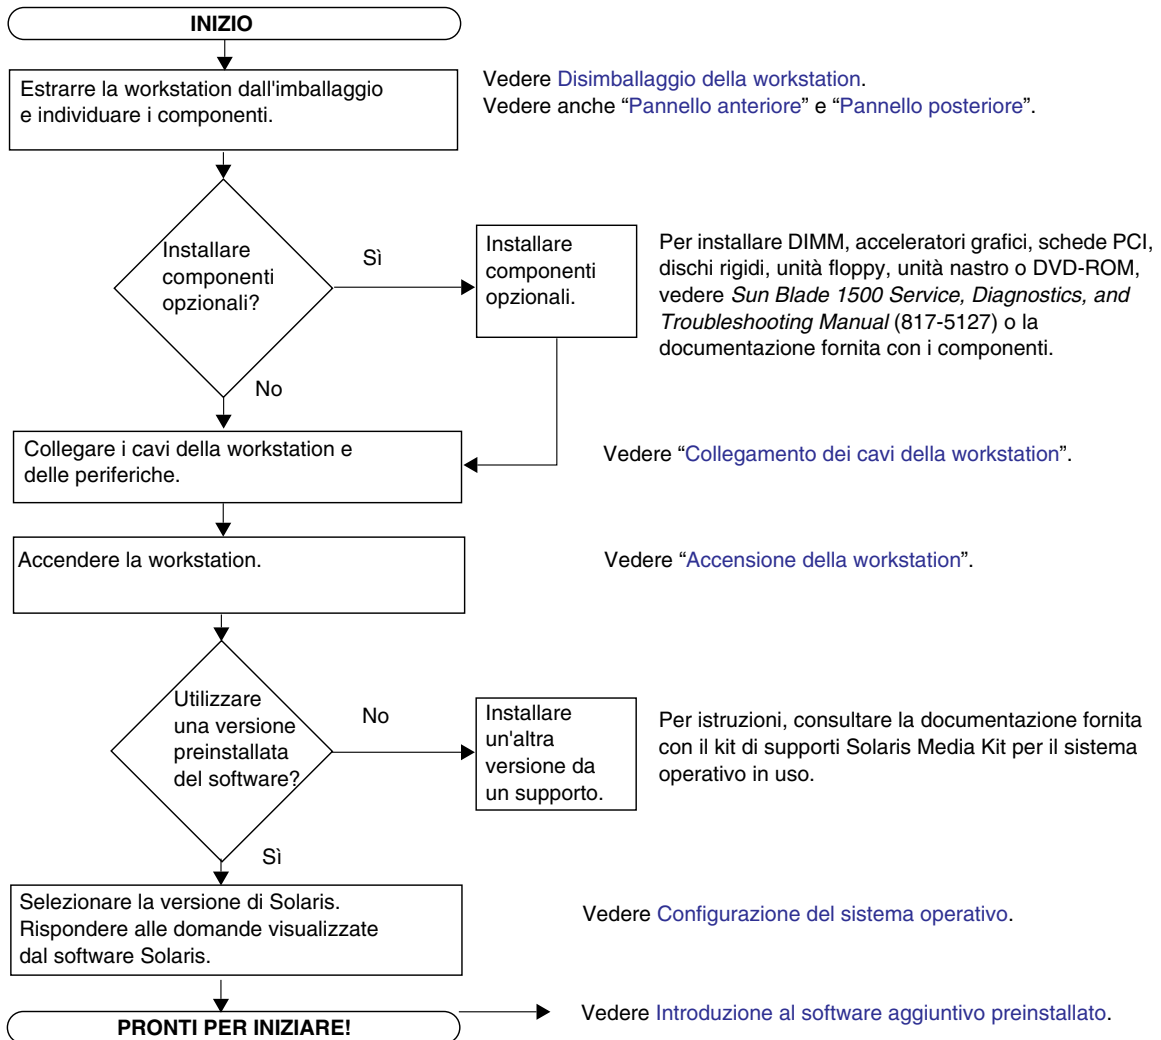 INIZIO
Estrarre la workstation dall'imballaggio
e individuare i componenti.
Vedere Disimballaggio della workstation.
Vedere anche “Pannello anteriore” e “Pannello posteriore”.
Installare
componenti
opzionali?
Sì
Installare
componenti
opzionali.
Per installare DIMM, acceleratori grafici, schede PCI,
dischi rigidi, unità floppy, unità nastro o DVD-ROM,
vedere Sun Blade 1500 Service, Diagnostics, and
Troubleshooting Manual (817-5127) o la
documentazione fornita con i componenti.
No
Collegare i cavi della workstation e
delle periferiche.
Vedere “Collegamento dei cavi della workstation”.
Accendere la workstation.
Vedere “Accensione della workstation”.
Utilizzare
una versione
preinstallata
del software?
No
Installare
un'altra
versione da
un supporto.
Per istruzioni, consultare la documentazione fornita
con il kit di supporti Solaris Media Kit per il sistema
operativo in uso.
Sì
Selezionare la versione di Solaris.
Rispondere alle domande visualizzate
dal software Solaris.
Vedere Configurazione del sistema operativo.
PRONTI PER INIZIARE!
Vedere Introduzione al software aggiuntivo preinstallato.